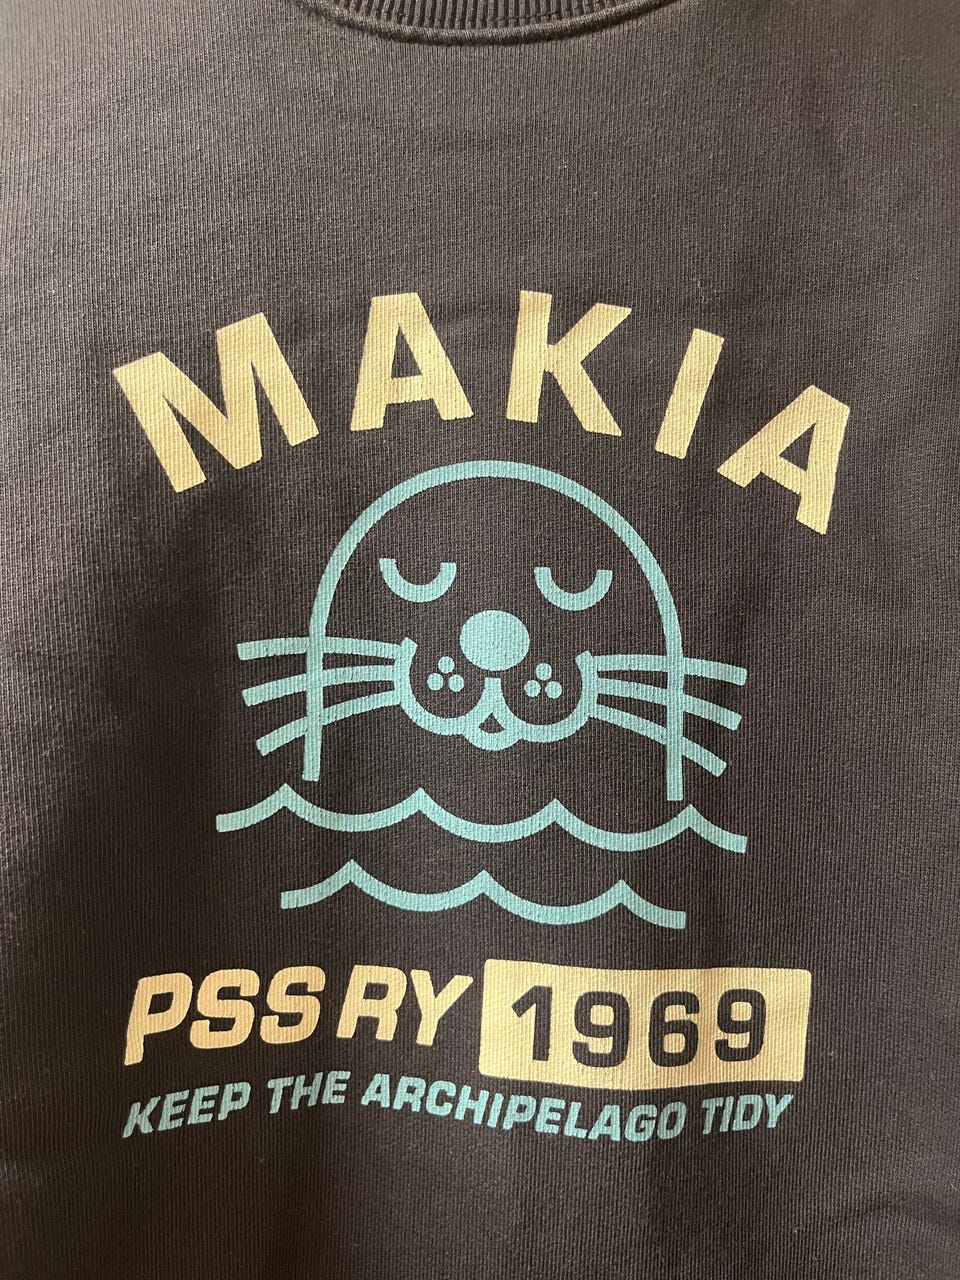 MAKIA
PSS RY 1969
KEEP THE ARCHIPELAGO TIDY